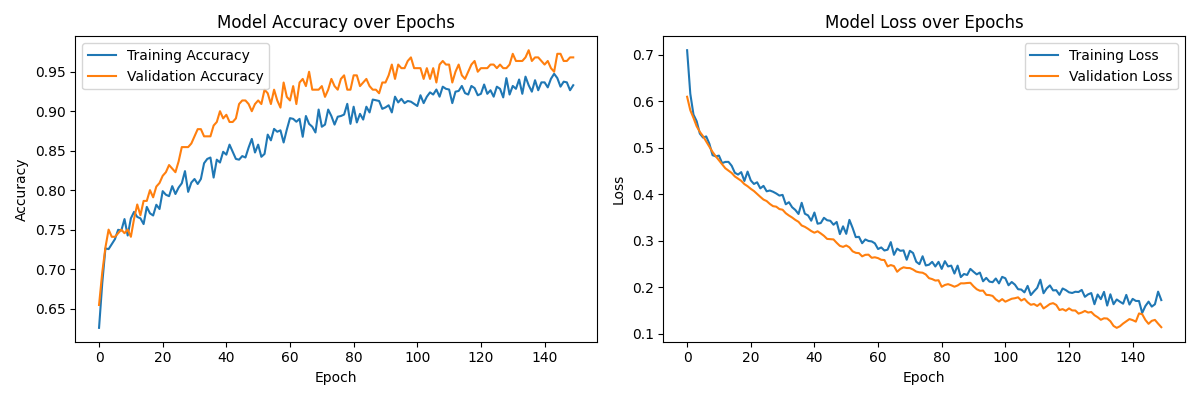 Model Accuracy over Epochs
Training Accuracy
Validation Accuracy
0.95
0.90
0.85
0.80
0.75
0.70
0.65
Accuracy
0 20 40 60 80 100 120 140
Epoch
Model Loss over Epochs
Training Loss
Validation Loss
0.7
0.6
0.5
0.4
0.3
0.2
0.1
Loss
0 20 40 60 80 100 120 140
Epoch